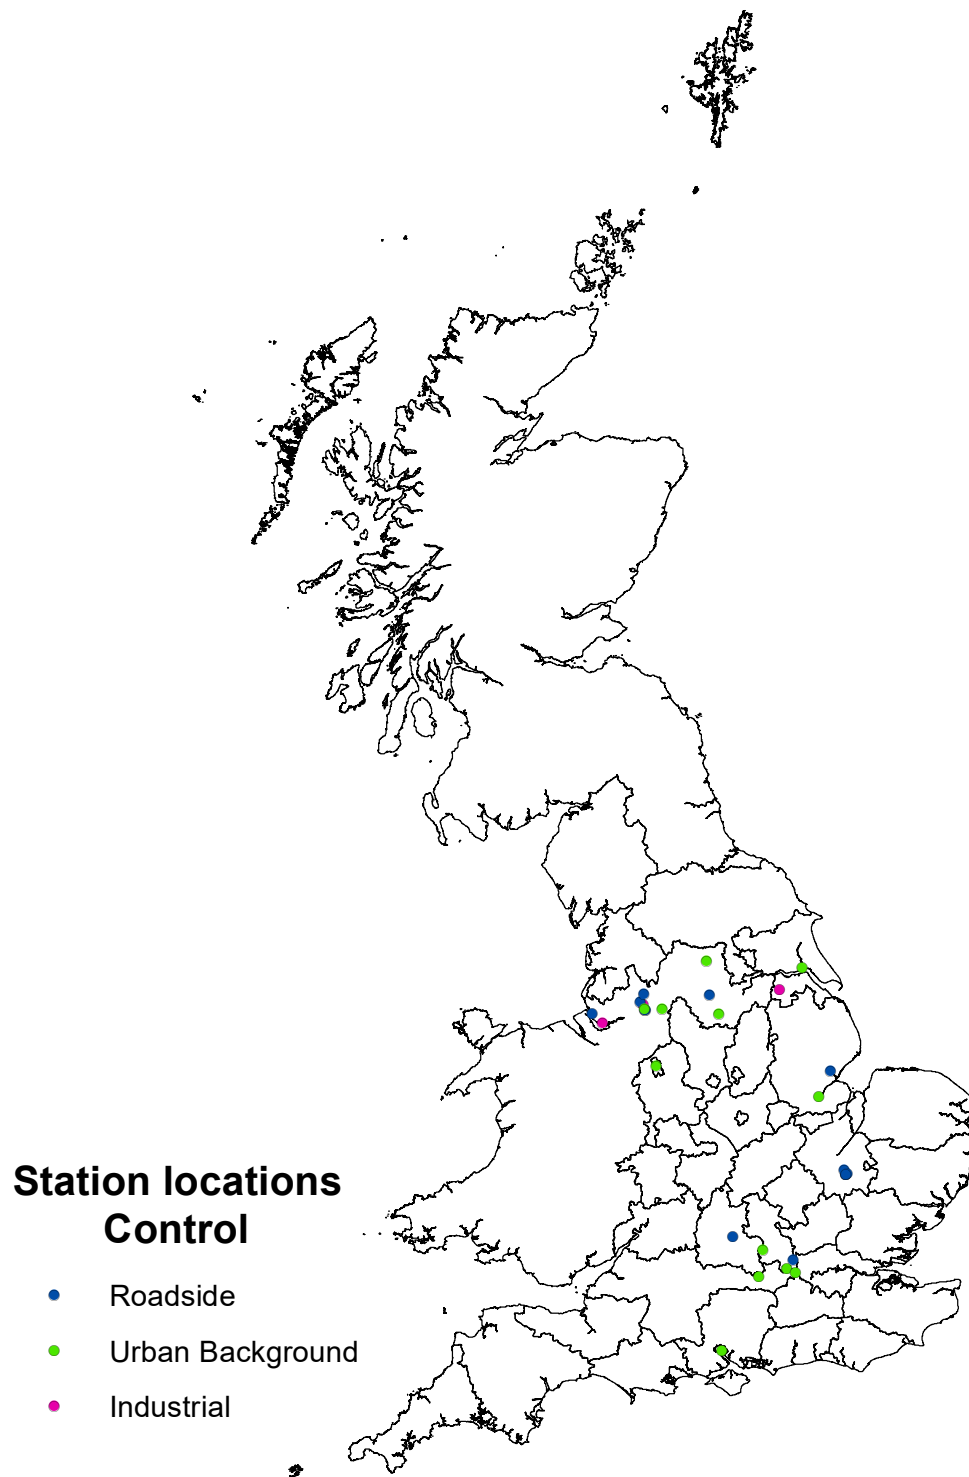 Station locations
Control
Roadside
Urban Background
Industrial